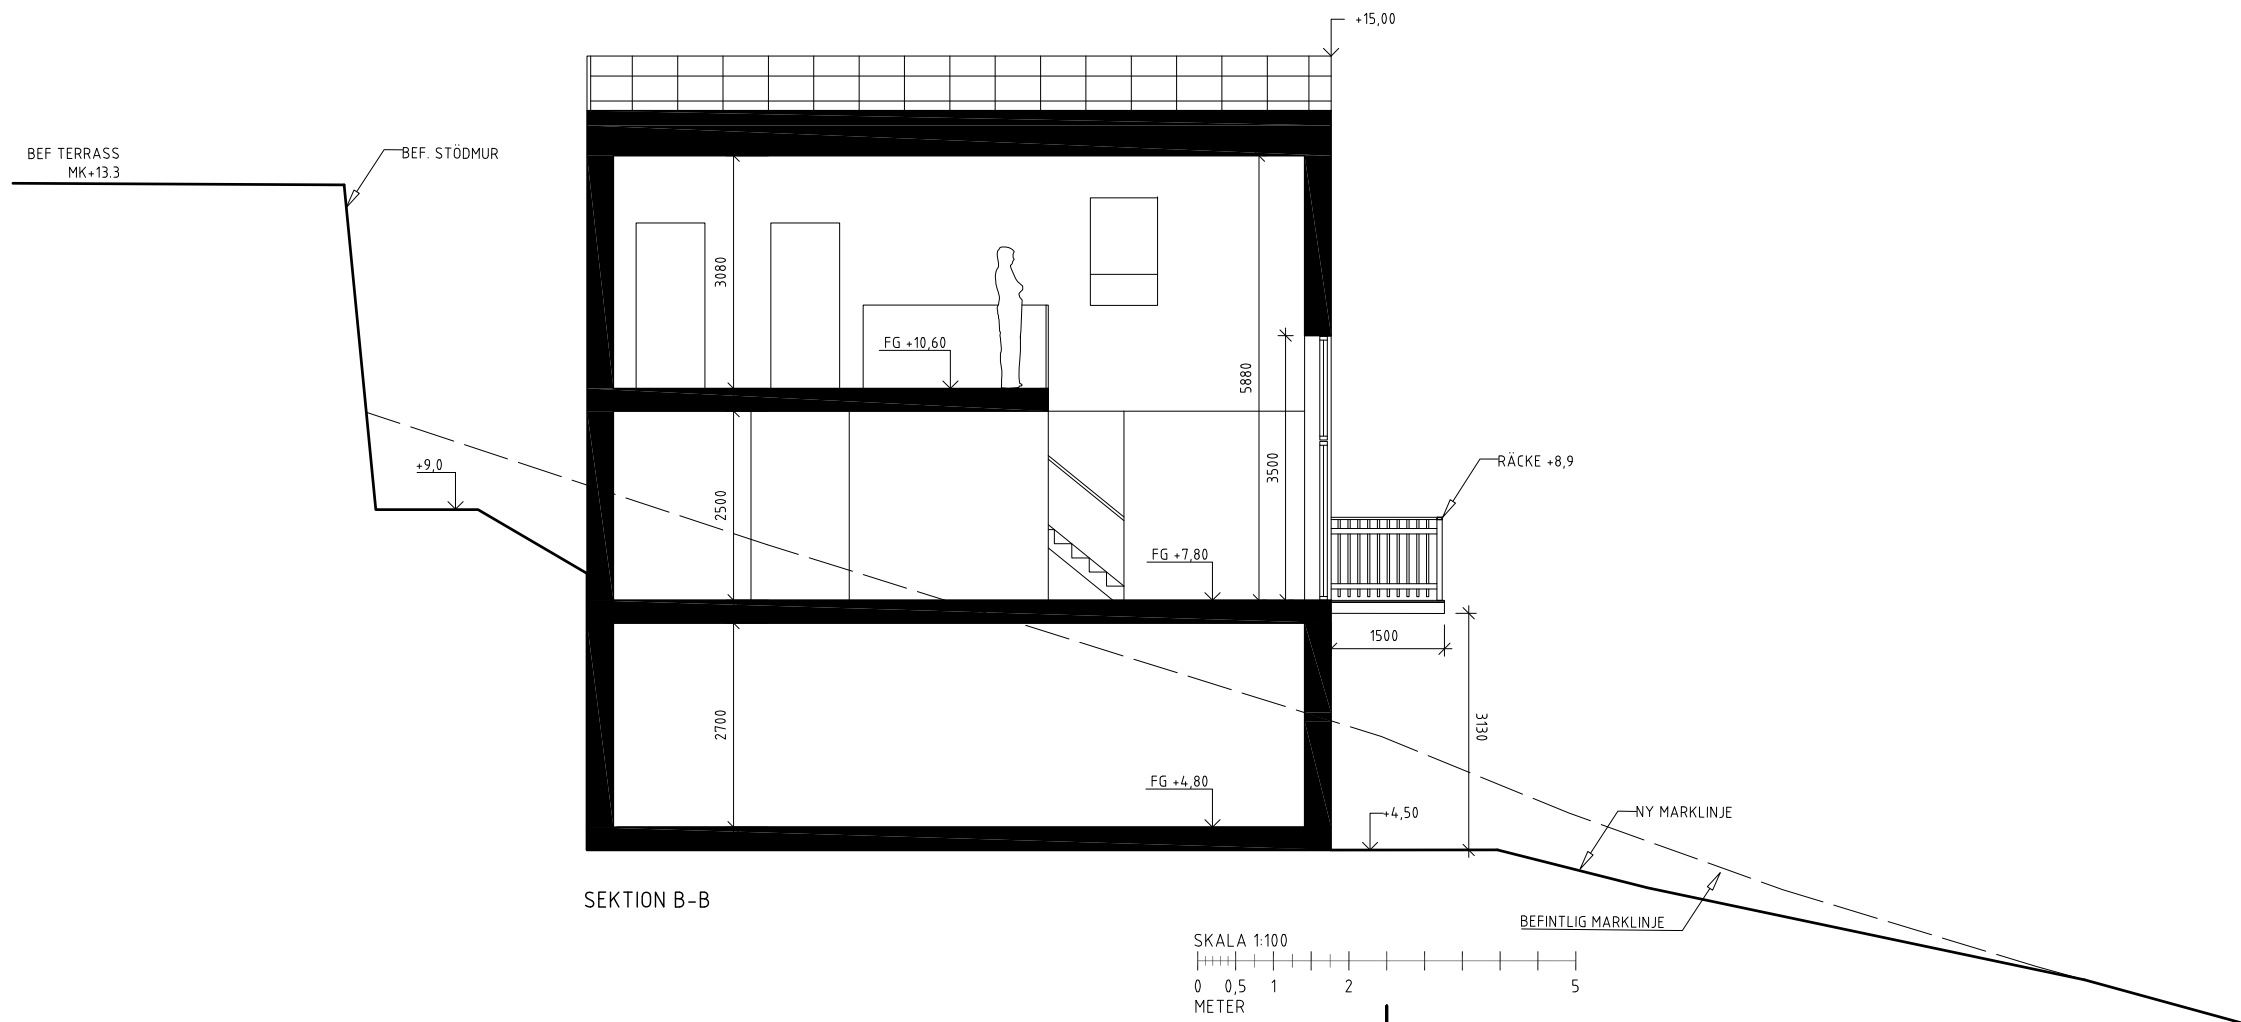 +15,00
BEF TERRASS
MK+13.3
BEF. STÖDMUR
3080
FG +10,60
5880
+9,0
2500
3500
RÄCKE +8,9
FG +7,80
1500
2700
3130
FG +4,80
+4,50
NY MARKLINJE
SEKTION B-B
BEFINTLIG MARKLINJE
SKALA 1:100
0 0,5 1 2 5
METER